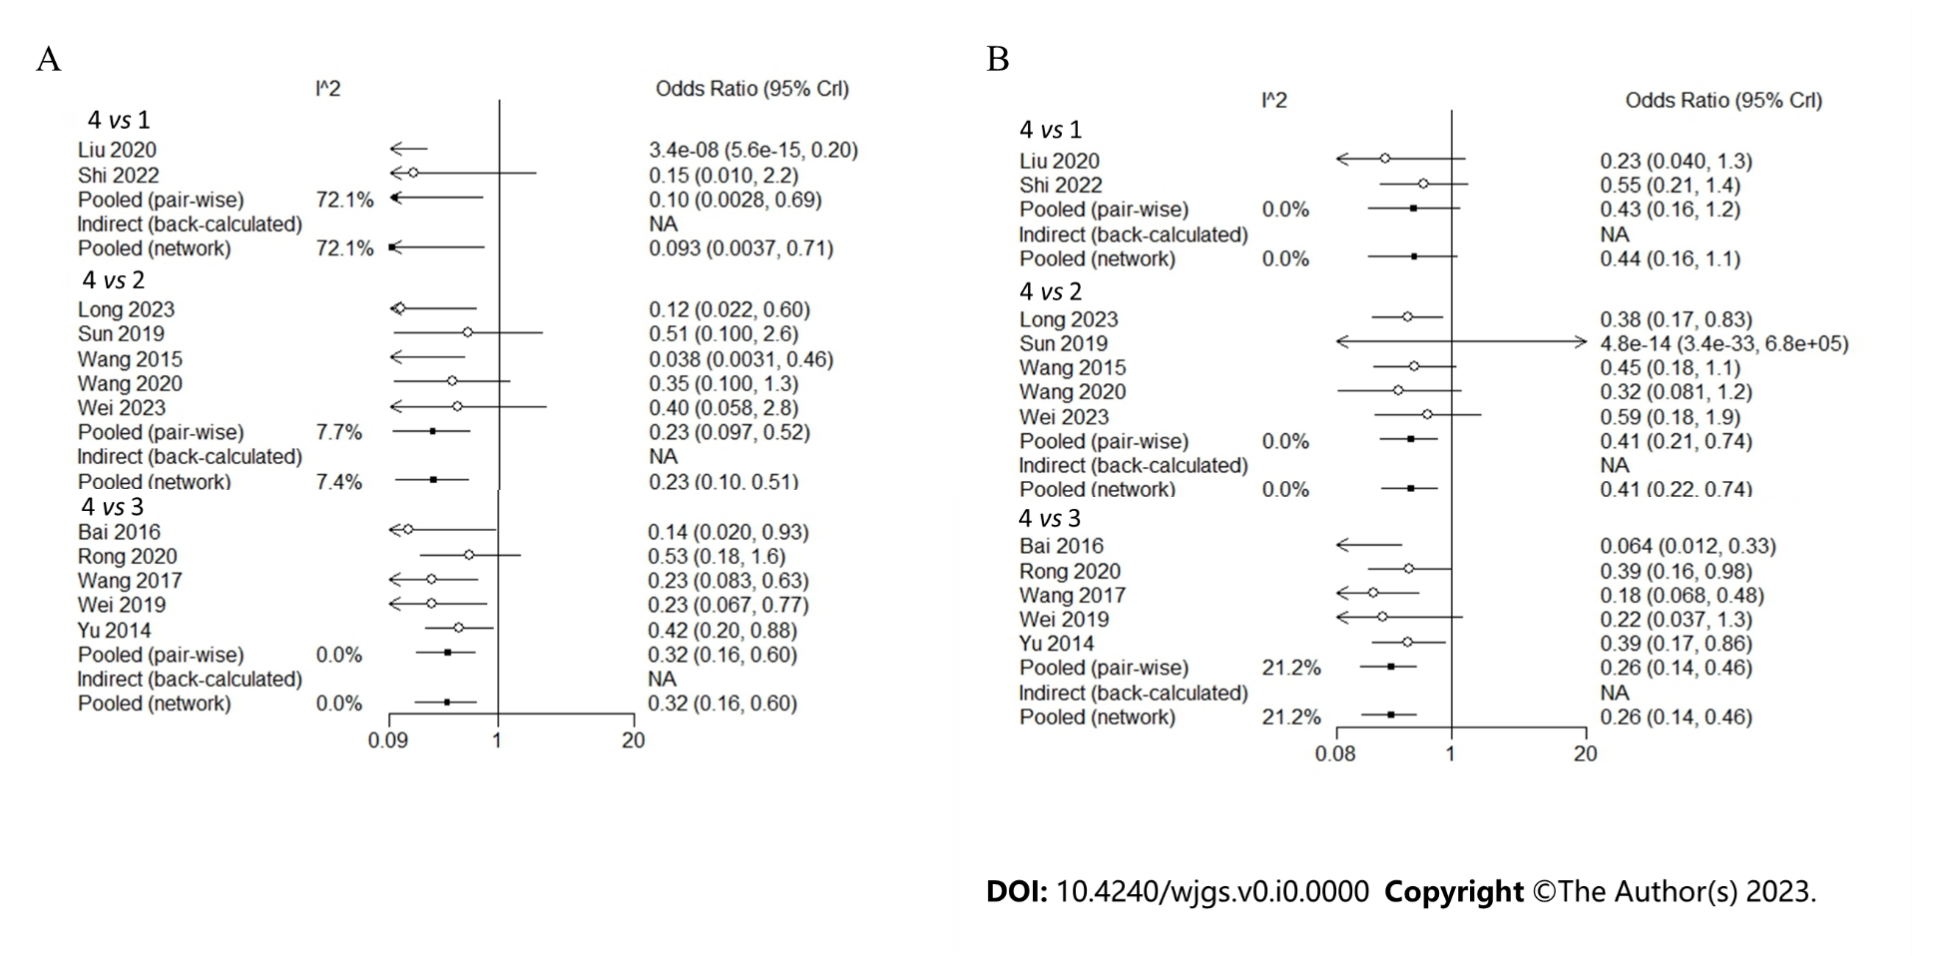 A
I^2 Odds Ratio (95% Crl)
4 vs 1
Liu 2020 3.4e-08 (5.6e-15, 0.20)
Shi 2022 0.15 (0.010, 2.2)
Pooled (pair-wise) 72.1% 0.10 (0.0028, 0.69)
Indirect (back-calculated) NA
Pooled (network) 72.1% 0.093 (0.0037, 0.71)
4 vs 2
Long 2023 0.12 (0.022, 0.60)
Sun 2019 0.51 (0.100, 2.6)
Wang 2015 0.038 (0.0031, 0.46)
Wang 2020 0.35 (0.100, 1.3)
Wei 2023 0.40 (0.058, 2.8)
Pooled (pair-wise) 7.7% 0.23 (0.097, 0.52)
Indirect (back-calculated) NA
Pooled (network) 7.4% 0.23 (0.10, 0.51)
4 vs 3
Bai 2016 0.14 (0.020, 0.93)
Rong 2020 0.53 (0.18, 1.6)
Wang 2017 0.23 (0.083, 0.63)
Wei 2019 0.23 (0.067, 0.77)
Yu 2014 0.42 (0.20, 0.88)
Pooled (pair-wise) 0.0% 0.32 (0.16, 0.60)
Indirect (back-calculated) NA
Pooled (network) 0.0% 0.32 (0.16, 0.60)
0.09 1 20
B
I^2 Odds Ratio (95% Crl)
4 vs 1
Liu 2020 0.23 (0.040, 1.3)
Shi 2022 0.55 (0.21, 1.4)
Pooled (pair-wise) 0.0% 0.43 (0.16, 1.2)
Indirect (back-calculated) NA
Pooled (network) 0.0% 0.44 (0.16, 1.1)
4 vs 2
Long 2023 0.38 (0.17, 0.83)
Sun 2019 4.8e-14 (3.4e-33, 6.8e+05)
Wang 2015 0.45 (0.18, 1.1)
Wang 2020 0.32 (0.081, 1.2)
Wei 2023 0.59 (0.18, 1.9)
Pooled (pair-wise) 0.0% 0.41 (0.21, 0.74)
Indirect (back-calculated) NA
Pooled (network) 0.0% 0.41 (0.22, 0.74)
4 vs 3
Bai 2016 0.064 (0.012, 0.33)
Rong 2020 0.39 (0.16, 0.98)
Wang 2017 0.18 (0.068, 0.48)
Wei 2019 0.22 (0.037, 1.3)
Yu 2014 0.39 (0.17, 0.86)
Pooled (pair-wise) 21.2% 0.26 (0.14, 0.46)
Indirect (back-calculated) NA
Pooled (network) 21.2% 0.26 (0.14, 0.46)
0.08 1 20
DOI: 10.4240/wjgs.v0.i0.0000 Copyright ©The Author(s) 2023.